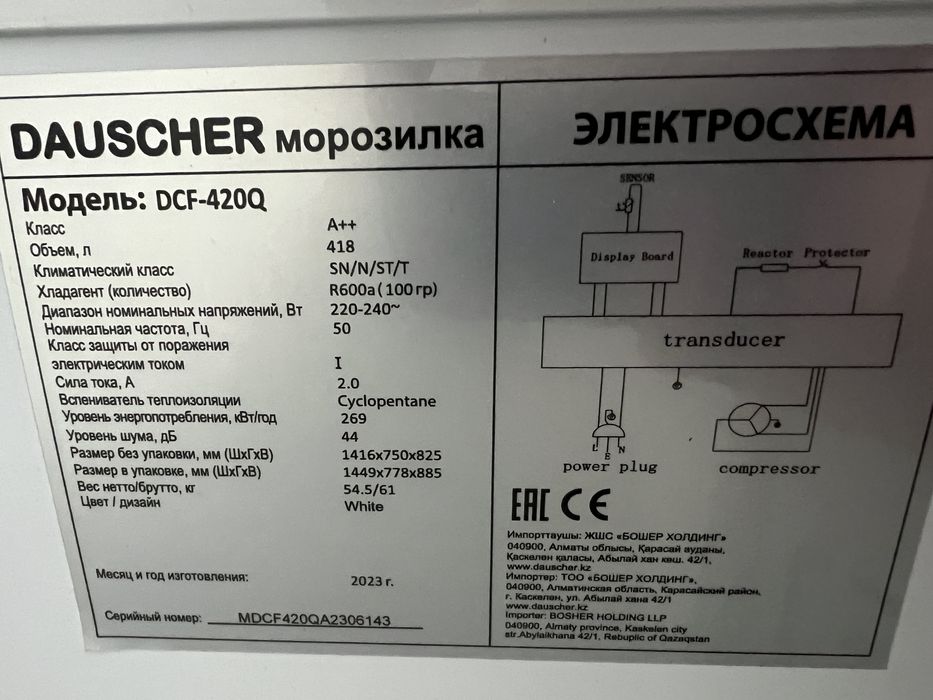 DAUSCHER морозилка
Модель: DCF-420Q
Класс A++
Объем, л 418
Климатический класс SN/N/ST/T
Хладагент (количество) R600a (100 гр)
Диапазон номинальных напряжений, Вт 220-240~
Номинальная частота, Гц 50
Класс защиты от поражения
электрическим током I
Сила тока, А 2.0
Вспениватель теплоизоляции Cyclopentane
Уровень энергопотребления, кВт/год 269
Уровень шума, дБ 44
Размер без упаковки, мм (ШхГхВ) 1416x750x825
Размер в упаковке, мм (ШхГхВ) 1449x778x885
Вес нетто/брутто, кг 54.5/61
Цвет / дизайн White
Месяц и год изготовления: 2023 г.
Серийный номер: MDCF420QA2306143
ЭЛЕКТРОСХЕМА
SENSOR
Display Board
Reactor Protector
transducer
L E N
power plug
compressor
EAC CE
Импорттаушы: ЖШС «БОШЕР ХОЛДИНГ»
040900, Алматы облысы, Қарасай ауданы,
Қаскелен қаласы, Абылай хан көш. 42/1,
www.dauscher.kz
Импортер: ТОО «БОШЕР ХОЛДИНГ»,
040900, Алматинская область, Карасайский район,
г. Каскелен, ул. Абылай хана 42/1
www.dauscher.kz
Importer: BOSHER HOLDING LLP
040900, Almaty province, Kaskelen city
str.Abylaikhana 42/1, Rebuplic of Qazaqstan